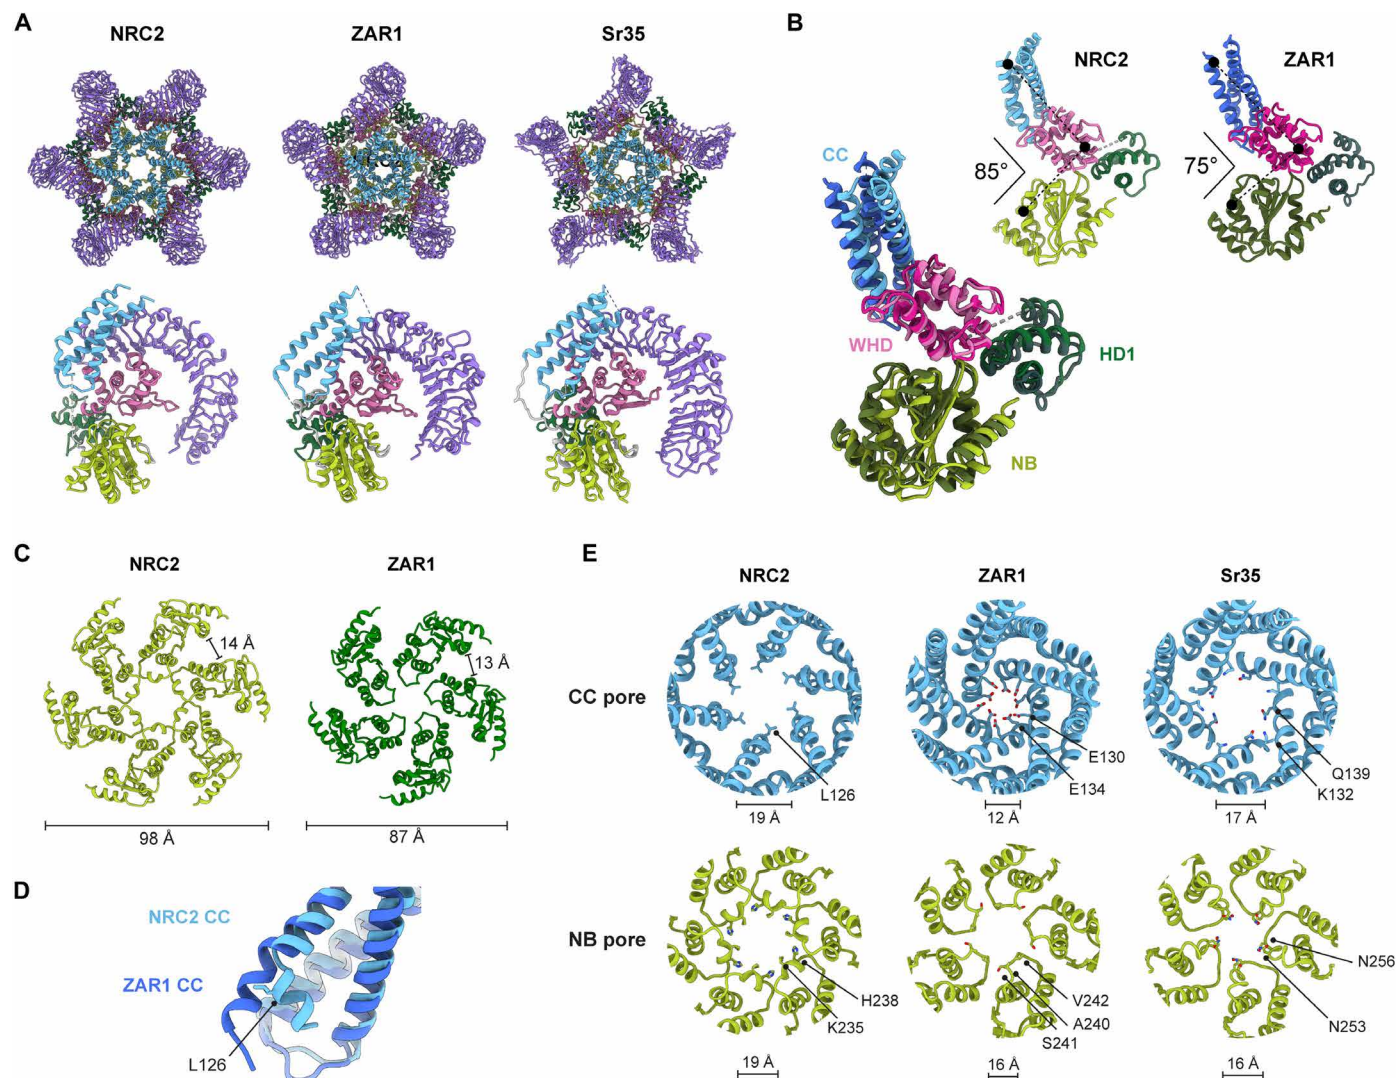 A
NRC2
ZAR1
Sr35
B
NRC2
ZAR1
85°
75°
CC
WHD
HD1
NB
C
NRC2
ZAR1
14 Å
13 Å
98 Å
87 Å
D
NRC2 CC
ZAR1 CC
L126
E
NRC2
ZAR1
Sr35
CC pore
L126
E130
E134
Q139
K132
19 Å
12 Å
17 Å
NB pore
H238
K235
V242
A240
S241
N256
N253
19 Å
16 Å
16 Å